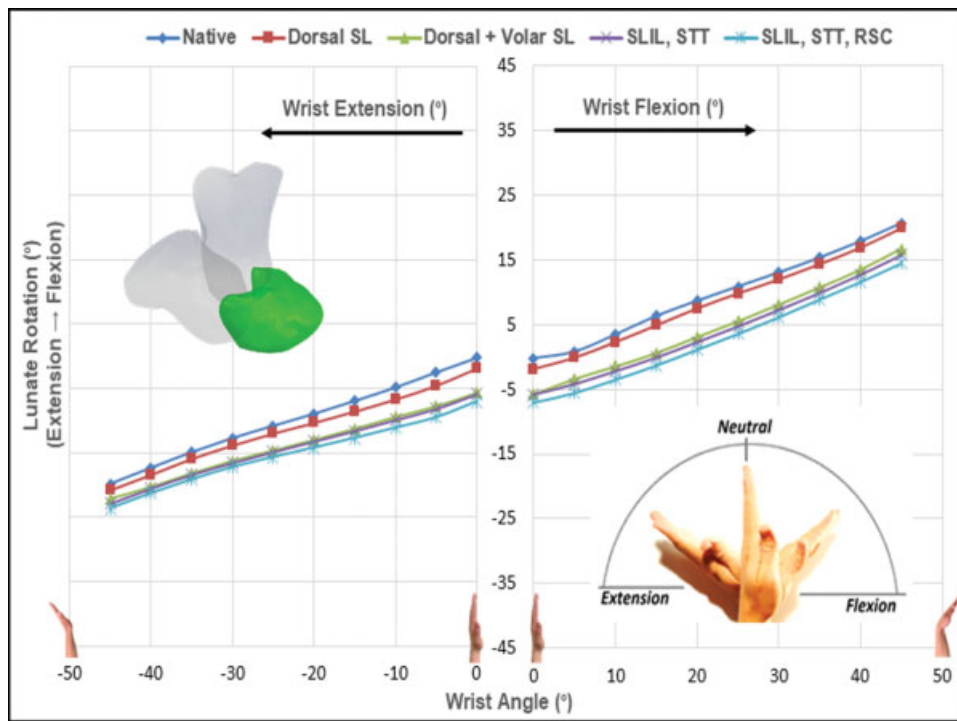 Native Dorsal SL Dorsal + Volar SL SLIL, STT SLIL, STT, RSC
Wrist Extension (º)
Wrist Flexion (º)
Lunate Rotation (º)
(Extension → Flexion)
45
35
25
15
5
-5
-15
-25
-35
-45
Neutral
Extension
Flexion
-50 -40 -30 -20 -10 0 0 10 20 30 40 50
Wrist Angle (º)